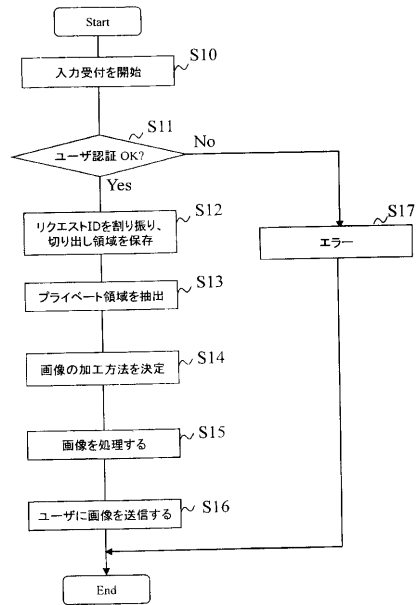 Start
入力受付を開始
S10
ユーザ認証 OK?
S11
No
Yes
リクエストIDを割り振り、
切り出し領域を保存
S12
エラー
S17
プライベート領域を抽出
S13
画像の加工方法を決定
S14
画像を処理する
S15
ユーザに画像を送信する
S16
End